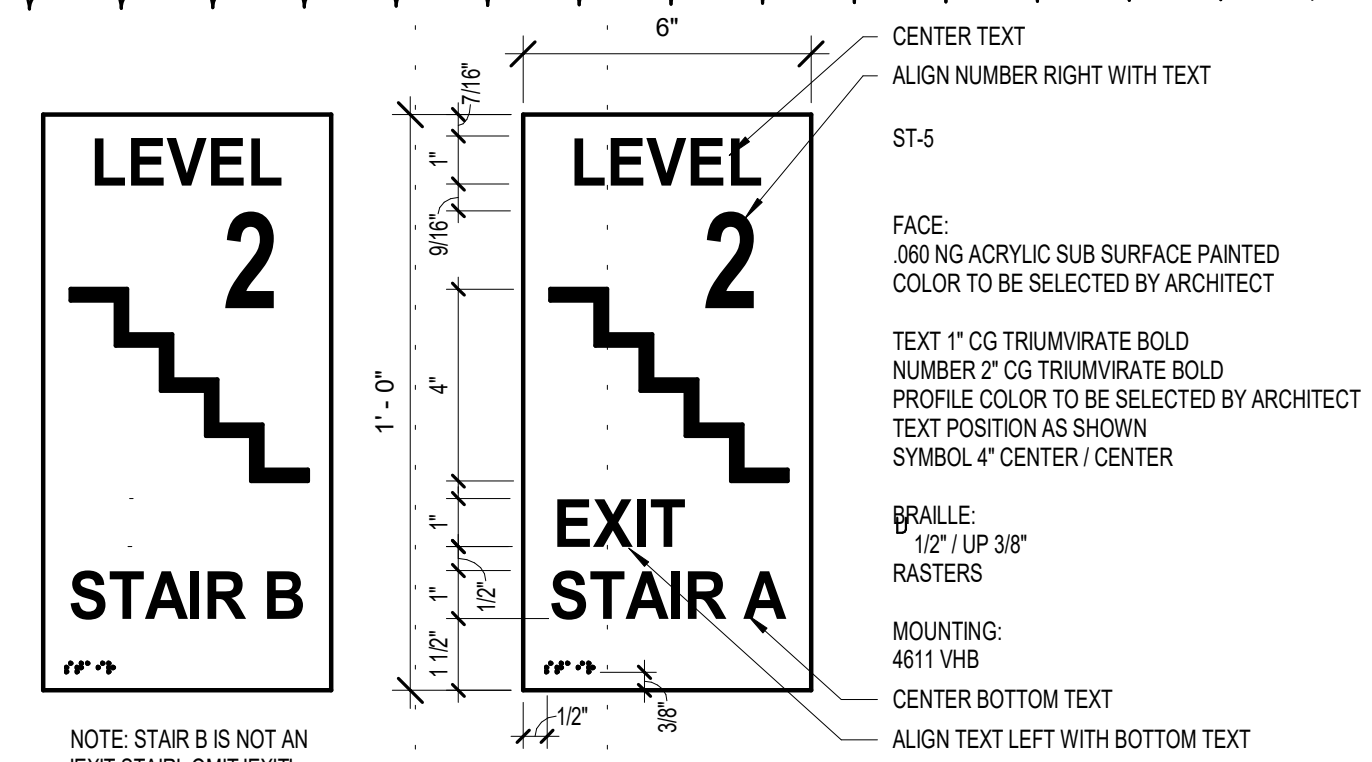 LEVEL
2
STAIR B
NOTE: STAIR B IS NOT AN
'EXIT STAIR'. OMIT 'EXIT'
6"
7/16"
1"
9/16"
4"
1' - 0"
1"
1/2"
1"
1 1/2"
1/2"
3/8"
LEVEL
2
EXIT
STAIR A
CENTER TEXT
ALIGN NUMBER RIGHT WITH TEXT
ST-5
FACE:
.060 NG ACRYLIC SUB SURFACE PAINTED
COLOR TO BE SELECTED BY ARCHITECT
TEXT 1" CG TRIUMVIRATE BOLD
NUMBER 2" CG TRIUMVIRATE BOLD
PROFILE COLOR TO BE SELECTED BY ARCHITECT
TEXT POSITION AS SHOWN
SYMBOL 4" CENTER / CENTER
BRAILLE:
1/2" / UP 3/8"
RASTERS
MOUNTING:
4611 VHB
CENTER BOTTOM TEXT
ALIGN TEXT LEFT WITH BOTTOM TEXT